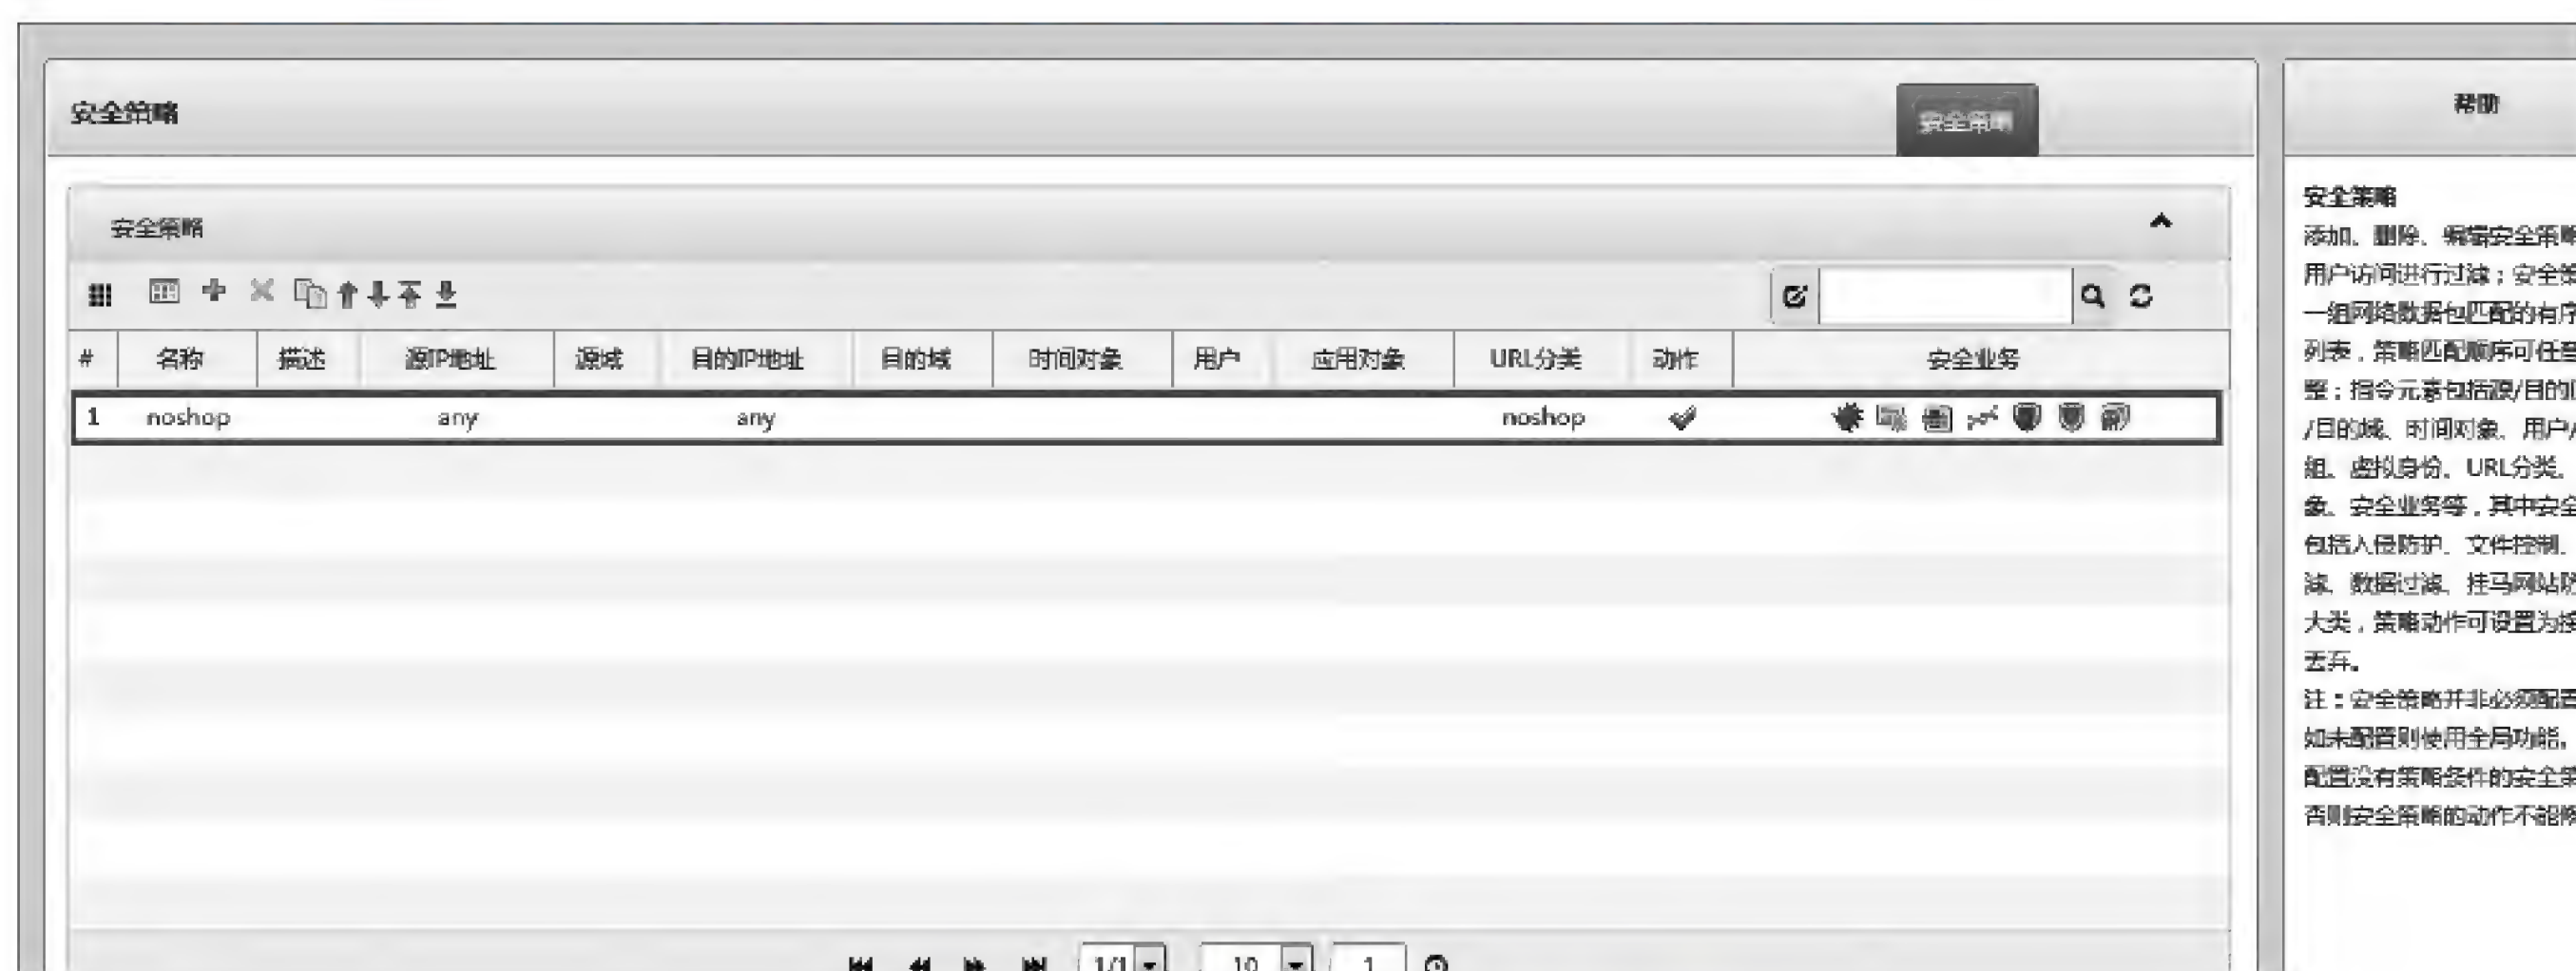 安全策略
安全策略
帮助
安全策略
# 名称 描述 源IP地址 源域 目的IP地址 目的域 时间对象 用户 应用对象 URL分类 动作 安全业务
1 noshop any any noshop
1/1 10 1
安全策略
添加、删除、编辑安全策略
用户访问进行过滤；安全策
一组网络数据包匹配的有序
列表，策略匹配顺序可任意
整；指令元素包括源/目的I
/目的域、时间对象、用户/
组、虚拟身份、URL分类、
象、安全业务等，其中安全
包括入侵防护、文件控制、
滤、数据过滤、挂马网站防
大类，策略动作可设置为接
丢弃。
注：安全策略并非必须配置
如未配置则使用全局功能。
配置没有策略条件的安全策
否则安全策略的动作不能